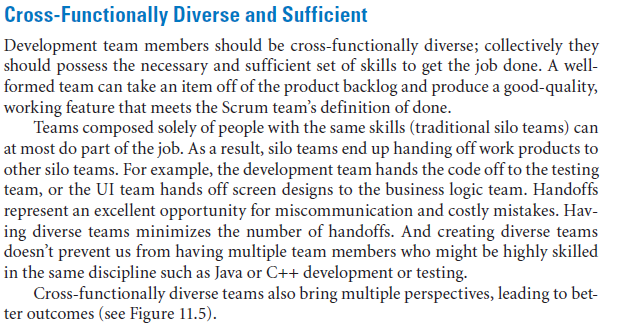 Cross-Functionally Diverse and Sufficient
Development team members should be cross-functionally diverse; collectively they
should possess the necessary and sufficient set of skills to get the job done. A well-
formed team can take an item off of the product backlog and produce a good-quality,
working feature that meets the Scrum team’s definition of done.
Teams composed solely of people with the same skills (traditional silo teams) can
at most do part of the job. As a result, silo teams end up handing off work products to
other silo teams. For example, the development team hands the code off to the testing
team, or the UI team hands off screen designs to the business logic team. Handoffs
represent an excellent opportunity for miscommunication and costly mistakes. Hav-
ing diverse teams minimizes the number of handoffs. And creating diverse teams
doesn’t prevent us from having multiple team members who might be highly skilled
in the same discipline such as Java or C++ development or testing.
Cross-functionally diverse teams also bring multiple perspectives, leading to bet-
ter outcomes (see Figure 11.5).